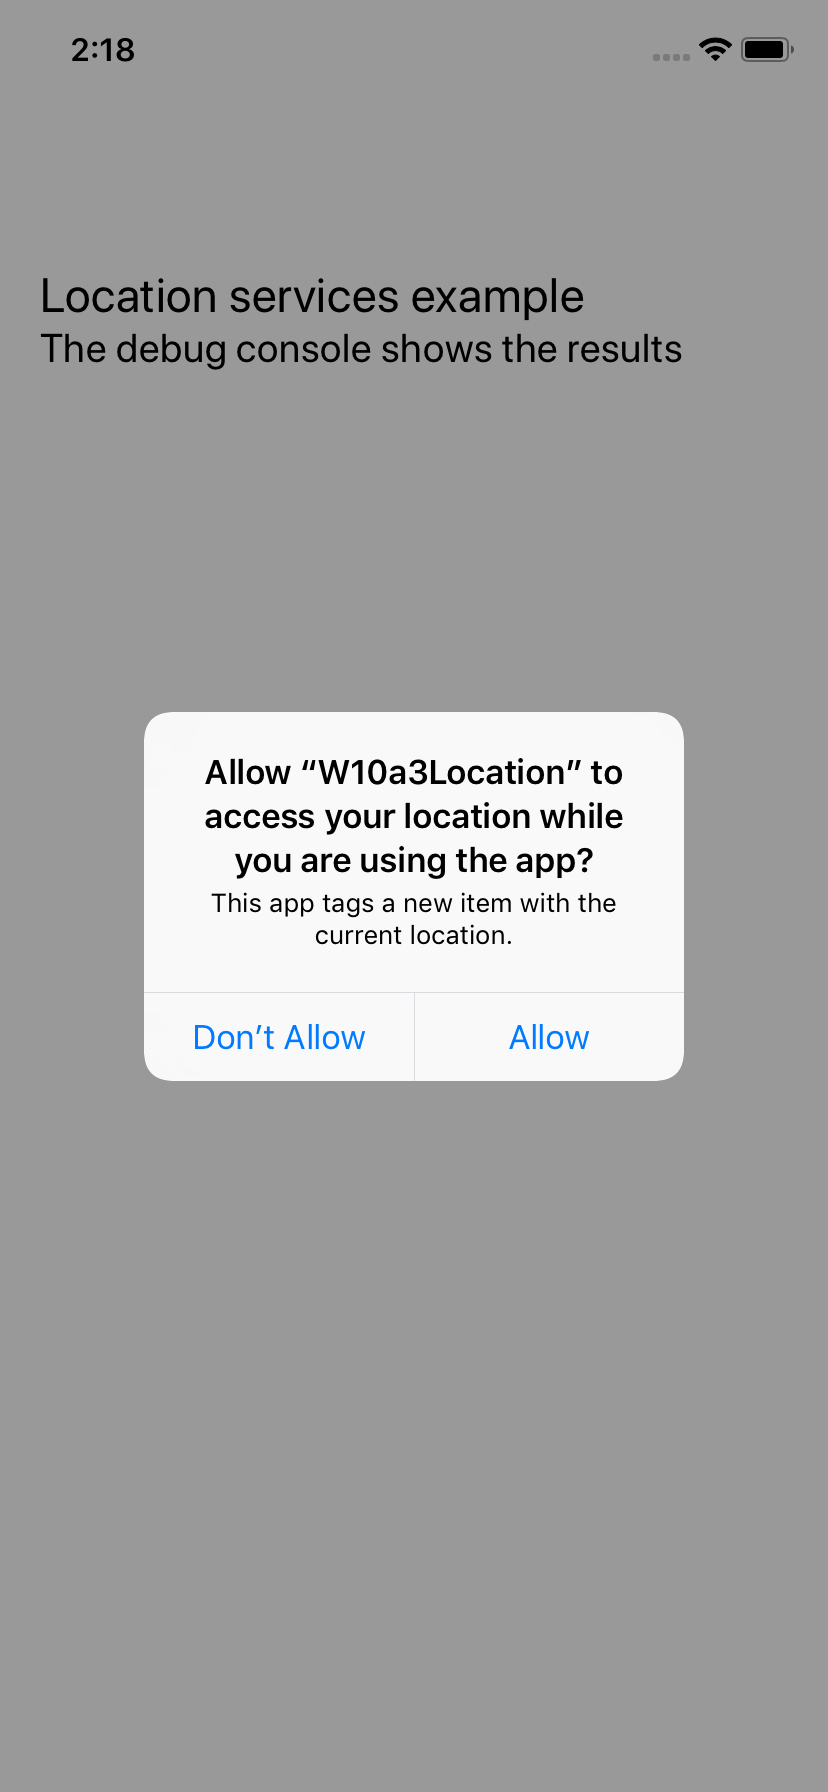 2:18
Location services example
The debug console shows the results
Allow “W10a3Location” to
access your location while
you are using the app?
This app tags a new item with the
current location.
Don’t Allow
Allow